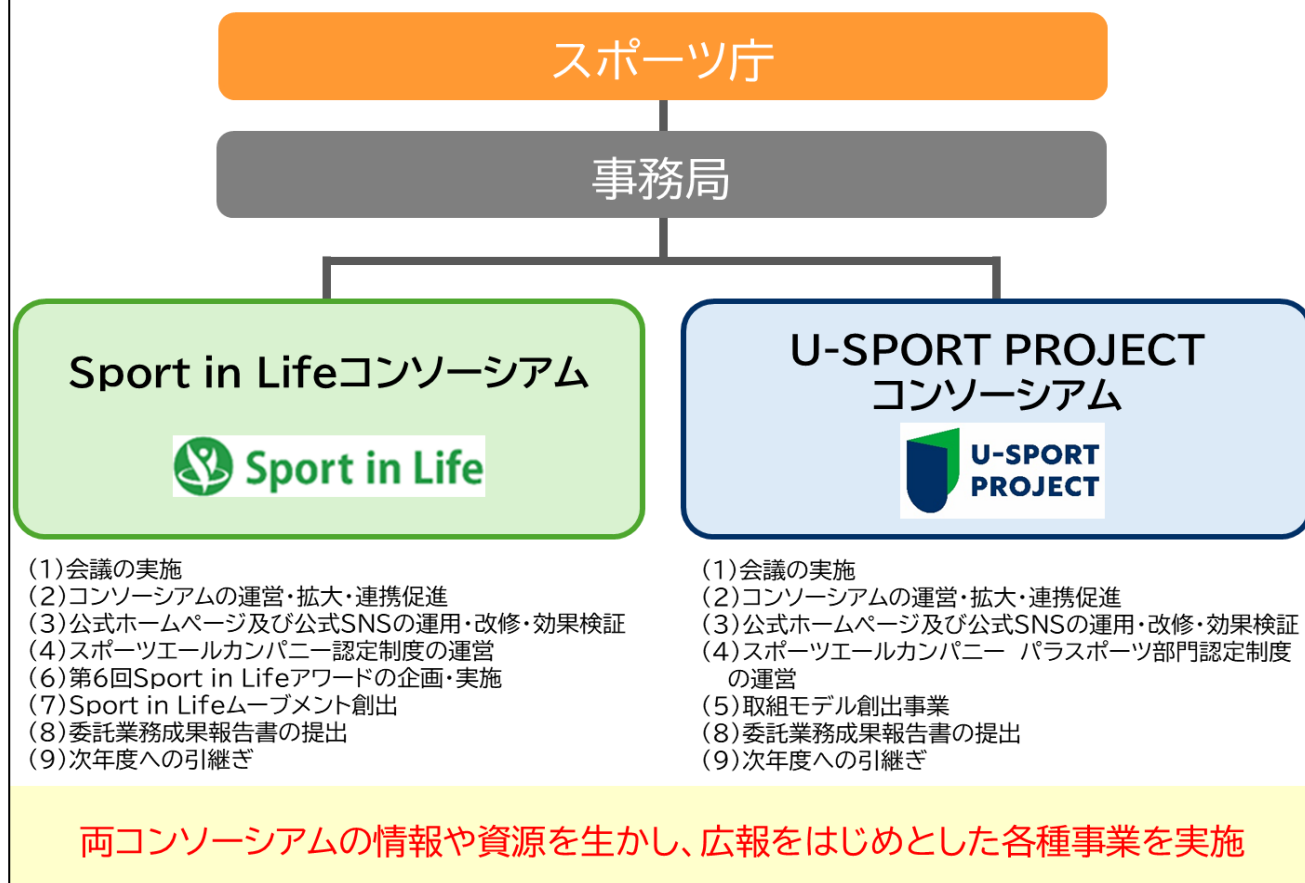 スポーツ庁
事務局
Sport in Lifeコンソーシアム
Sport in Life
(1)会議の実施
(2)コンソーシアムの運営・拡大・連携促進
(3)公式ホームページ及び公式SNSの運用・改修・効果検証
(4)スポーツエールカンパニー認定制度の運営
(6)第6回Sport in Lifeアワードの企画・実施
(7)Sport in Lifeムーブメント創出
(8)委託業務成果報告書の提出
(9)次年度への引継ぎ
U-SPORT PROJECT
コンソーシアム
U-SPORT
PROJECT
(1)会議の実施
(2)コンソーシアムの運営・拡大・連携促進
(3)公式ホームページ及び公式SNSの運用・改修・効果検証
(4)スポーツエールカンパニー　パラスポーツ部門認定制度
の運営
(5)取組モデル創出事業
(8)委託業務成果報告書の提出
(9)次年度への引継ぎ
両コンソーシアムの情報や資源を生かし、広報をはじめとした各種事業を実施